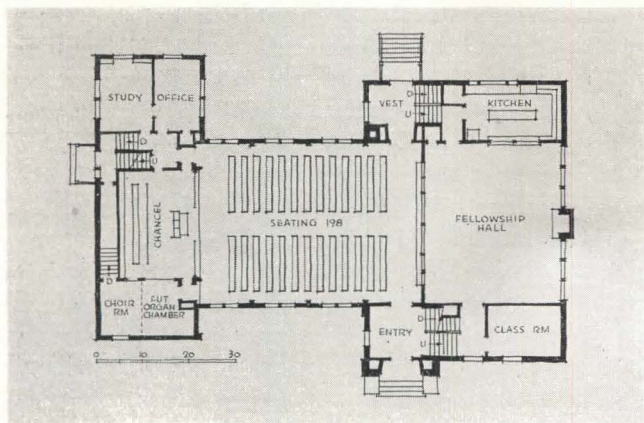 STUDY
OFFICE
VEST
D
U
KITCHEN
D
U
CHANCEL
SEATING 198
FELLOWSHIP
HALL
D
CHOIR
RM
FUT
ORGAN
CHAMBER
ENTRY
D
U
CLASS RM
0 10 20 30